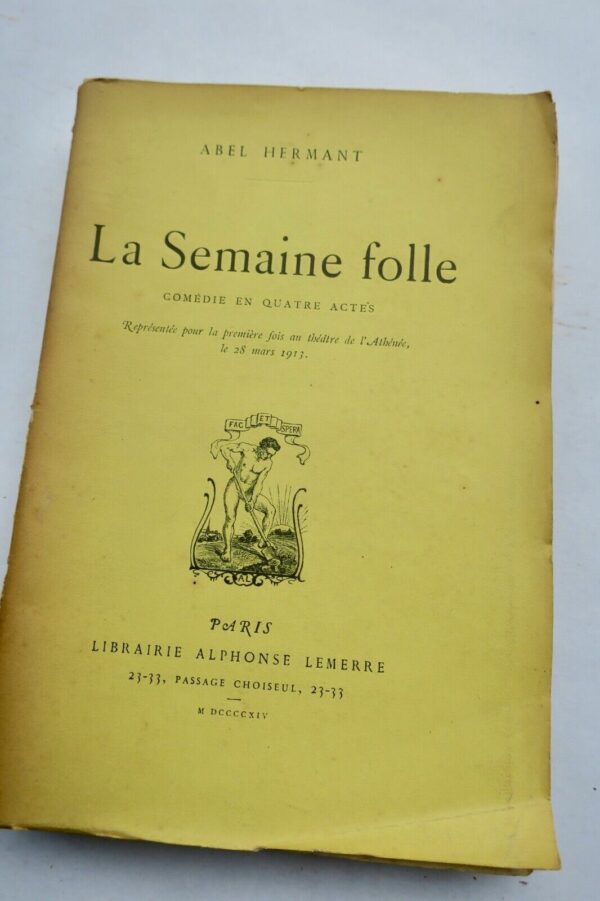 ABEL HERMANT
La Semaine folle
COMÉDIE EN QUATRE ACTES
Représentée pour la première fois au théâtre de l'Athénée,
le 28 mars 1913.
FAC ET SPERA
AL
PARIS
LIBRAIRIE ALPHONSE LEMERRE
23-33, PASSAGE CHOISEUL, 23-33
M DCCCCXIV